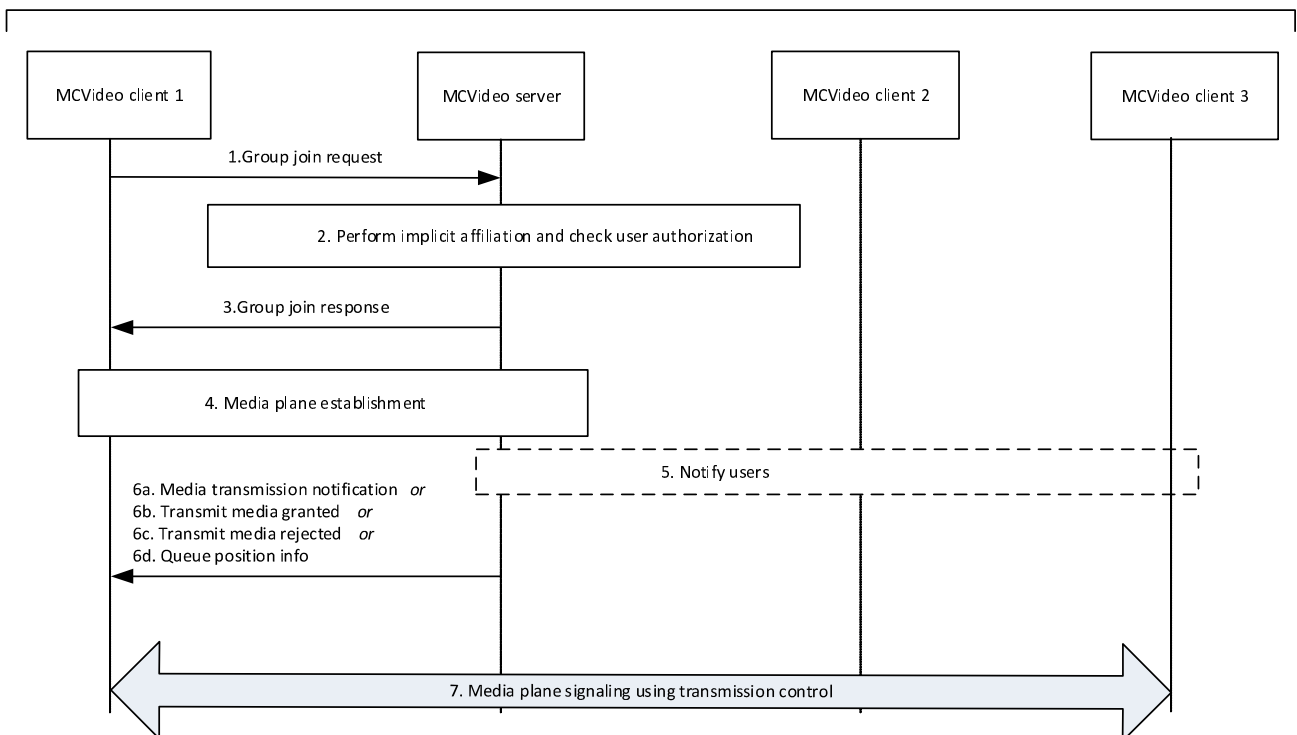 MCVideo client 1
MCVideo server
MCVideo client 2
MCVideo client 3
1.Group join request
2. Perform implicit affiliation and check user authorization
3.Group join response
4. Media plane establishment
5. Notify users
6a. Media transmission notification or
6b. Transmit media granted or
6c. Transmit media rejected or
6d. Queue position info
7. Media plane signaling using transmission control